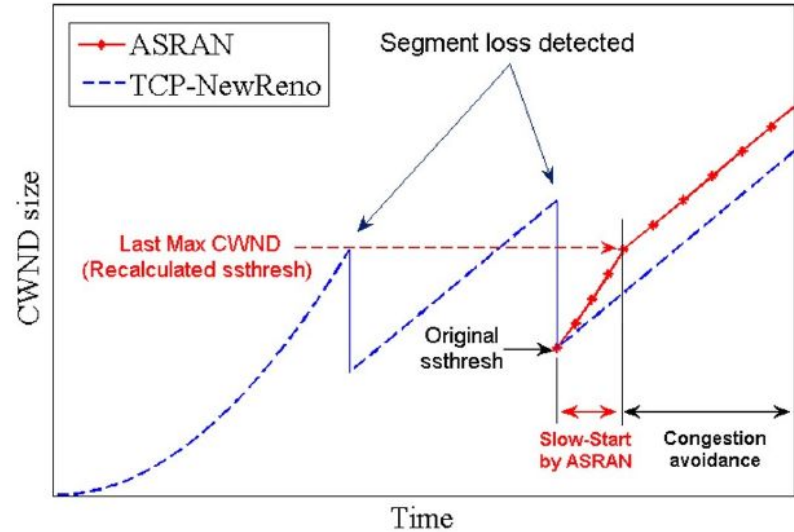 ASRAN
TCP-NewReno
Segment loss detected
CWND size
Last Max CWND
(Recalculated ssthresh)
Original
ssthresh
Slow-Start
by ASRAN
Congestion
avoidance
Time